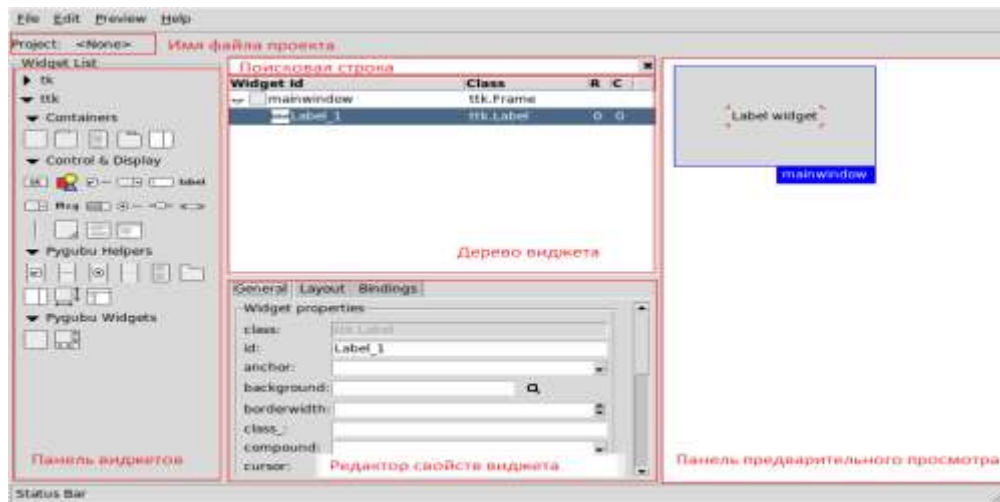 File Edit Preview Help
Project: <None> Имя файла проекта
Widget List
tk
ttk
Containers
Control & Display
OK
label
Msg
Pygubu Helpers
Pygubu Widgets
Панель виджетов
Поисковая строка
Widget Id Class R C
mainwindow ttk.Frame
Label_1 ttk.Label 0 0
Дерево виджета
General Layout Bindings
Widget properties
class: ttk.Label
id: Label_1
anchor:
background:
borderwidth:
class_:
compound:
cursor: Редактор свойств виджета
Label widget
mainwindow
Панель предварительного просмотра
Status Bar